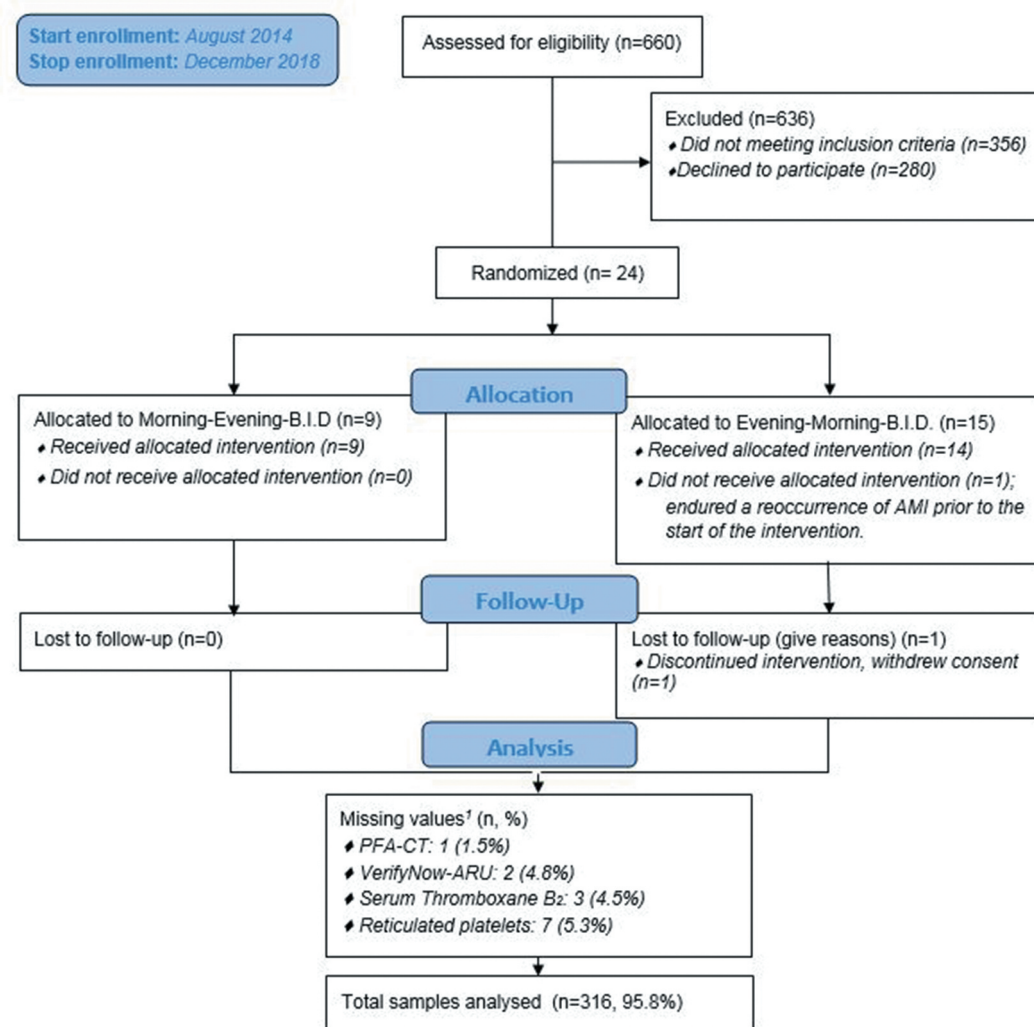 Start enrollment: August 2014
Stop enrollment: December 2018
Assessed for eligibility (n=660)
Excluded (n=636)
♦ Did not meeting inclusion criteria (n=356)
♦Declined to participate (n=280)
Randomized (n= 24)
Allocation
Allocated to Morning-Evening-B.I.D (n=9)
♦ Received allocated intervention (n=9)
♦ Did not receive allocated intervention (n=0)
Allocated to Evening-Morning-B.I.D. (n=15)
♦ Received allocated intervention (n=14)
♦ Did not receive allocated intervention (n=1);
endured a reoccurrence of AMI prior to the
start of the intervention.
Follow-Up
Lost to follow-up (n=0)
Lost to follow-up (give reasons) (n=1)
♦ Discontinued intervention, withdrew consent
(n=1)
Analysis
Missing values¹ (n, %)
♦ PFA-CT: 1 (1.5%)
♦ VerifyNow-ARU: 2 (4.8%)
♦ Serum Thromboxane B₂: 3 (4.5%)
♦ Reticulated platelets: 7 (5.3%)
Total samples analysed (n=316, 95.8%)